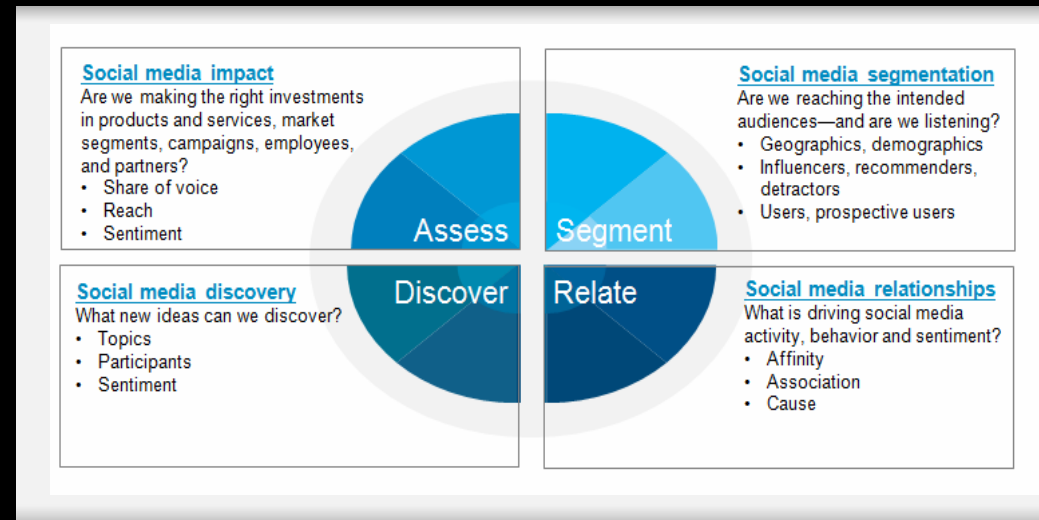 Social media impact
Are we making the right investments
in products and services, market
segments, campaigns, employees,
and partners?
• Share of voice
• Reach
• Sentiment
Assess
Social media segmentation
Are we reaching the intended
audiences—and are we listening?
• Geographics, demographics
• Influencers, recommenders,
detractors
• Users, prospective users
Segment
Social media discovery
What new ideas can we discover?
• Topics
• Participants
• Sentiment
Discover
Social media relationships
What is driving social media
activity, behavior and sentiment?
• Affinity
• Association
• Cause
Relate